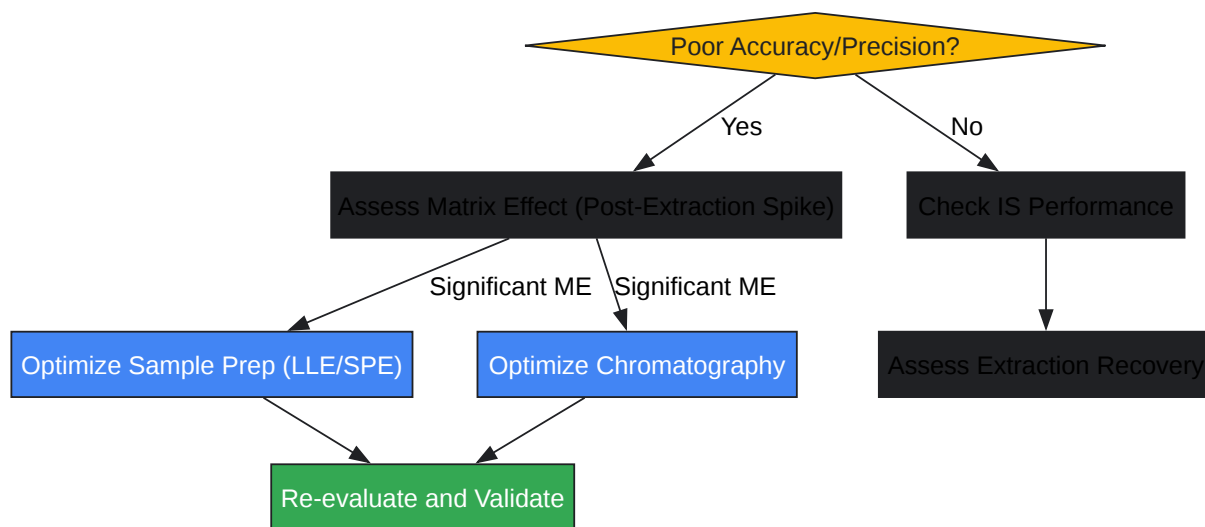 Poor Accuracy/Precision?
Yes
No
Assess Matrix Effect (Post-Extraction Spike)
Check IS Performance
Significant ME
Significant ME
Optimize Sample Prep (LLE/SPE)
Optimize Chromatography
Assess Extraction Recovery
Re-evaluate and Validate